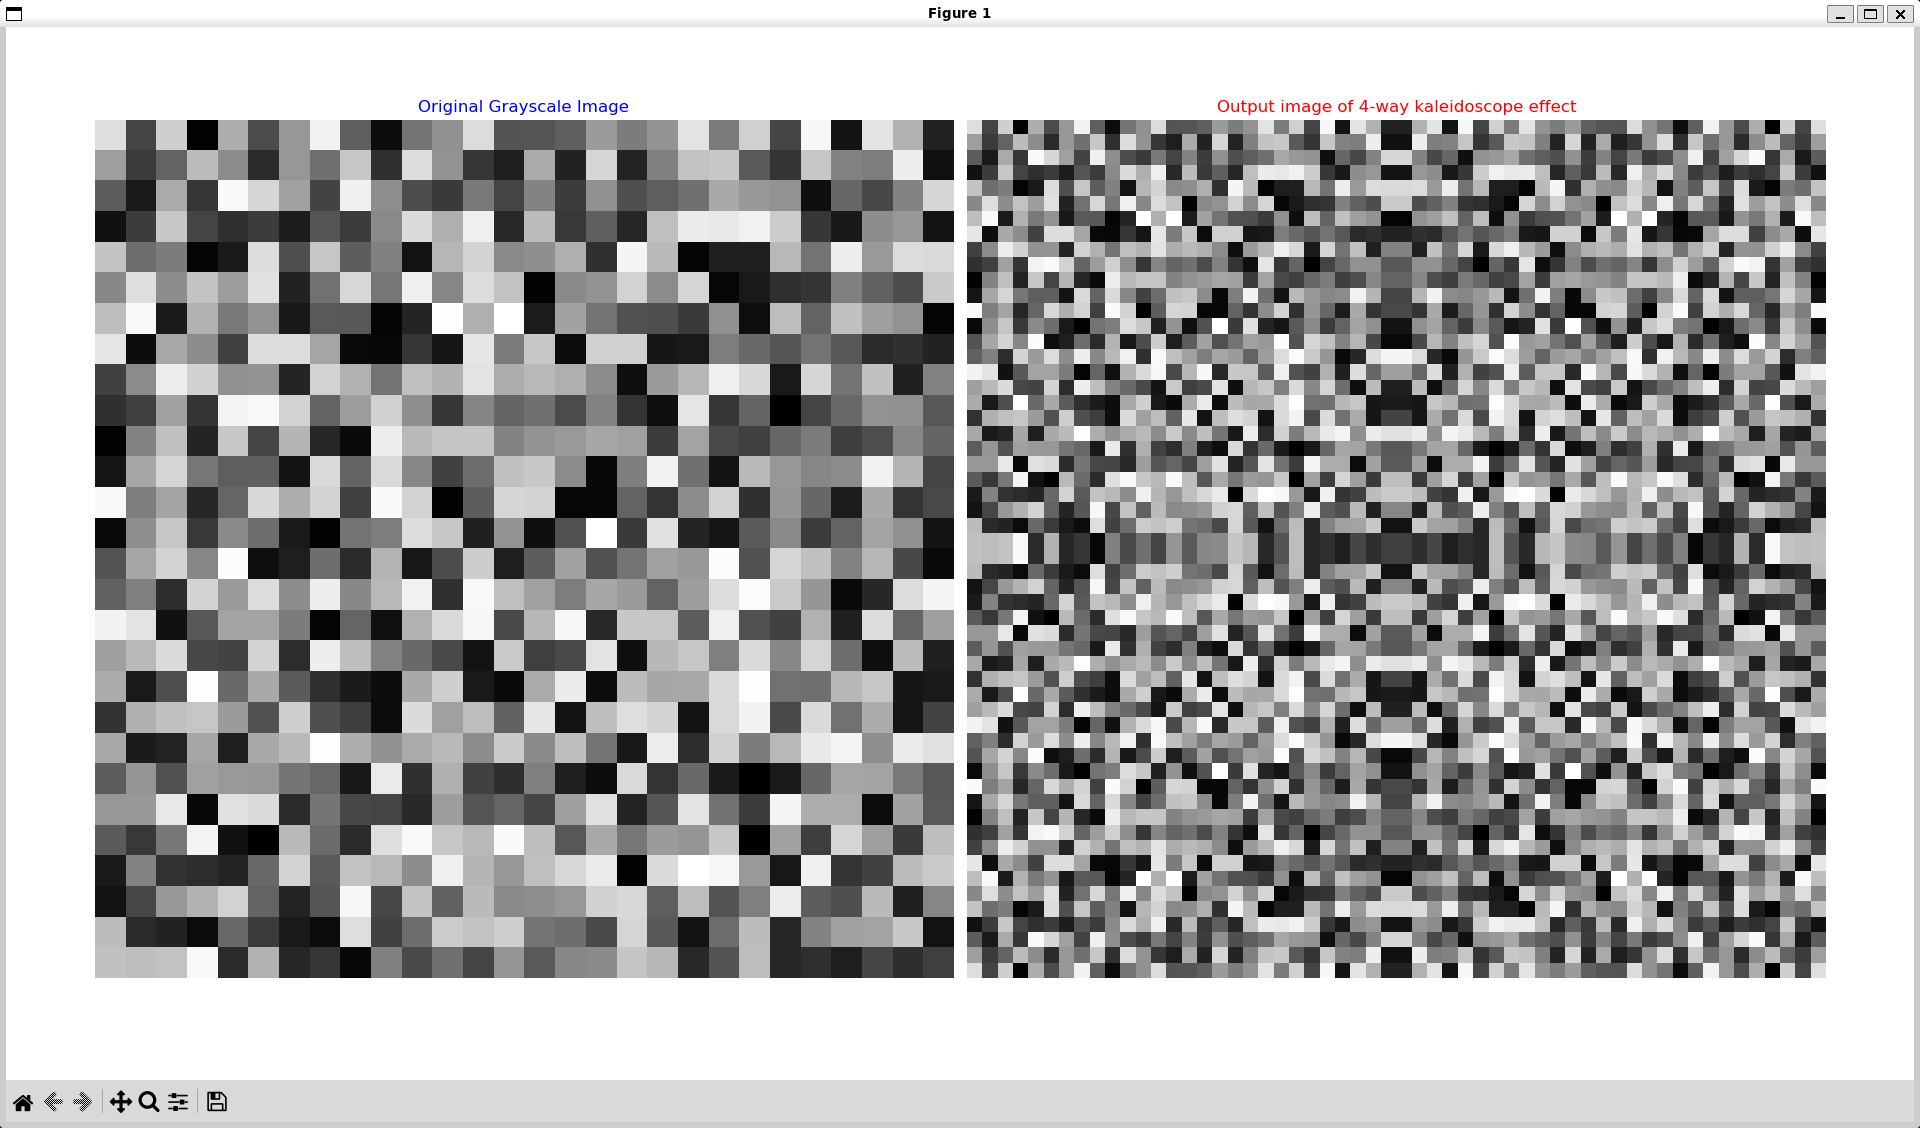 Figure 1
Original Grayscale Image
Output image of 4-way kaleidoscope effect